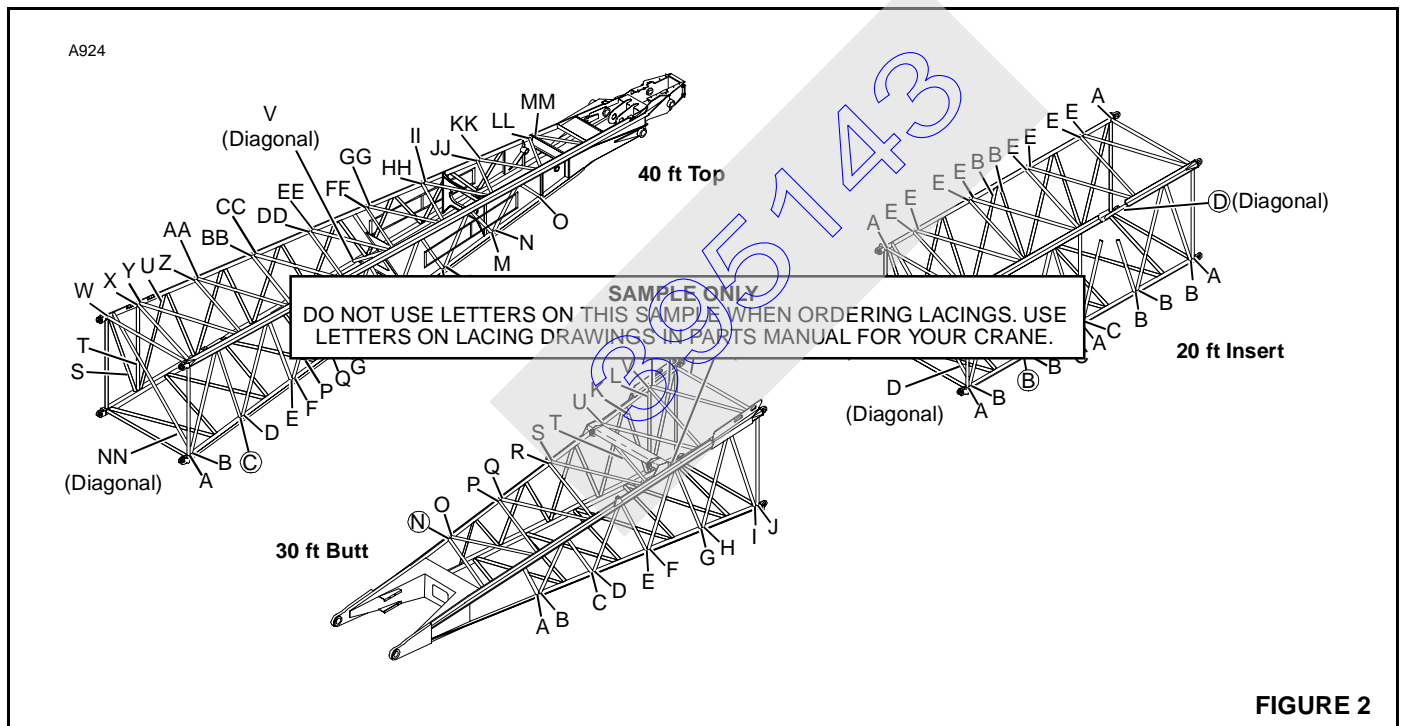 A924
V
(Diagonal)
MM
LL
KK
II
JJ
GG
HH
FF
EE
DD
CC
BB
AA
Z
U
Y
X
W
T
S
NN
(Diagonal)
A
B
C
D
E
F
P
Q
G
M
N
O
40 ft Top
A
E
E
E
E
B
B
E
E
E
E
A
D (Diagonal)
A
B
B
B
C
A
B
D
(Diagonal)
B
A
20 ft Insert
SAMPLE ONLY
DO NOT USE LETTERS ON THIS SAMPLE WHEN ORDERING LACINGS. USE
LETTERS ON LACING DRAWINGS IN PARTS MANUAL FOR YOUR CRANE.
395143
V
L
K
U
T
S
R
Q
P
O
N
30 ft Butt
A
B
C
D
E
F
G
H
I
J
FIGURE 2